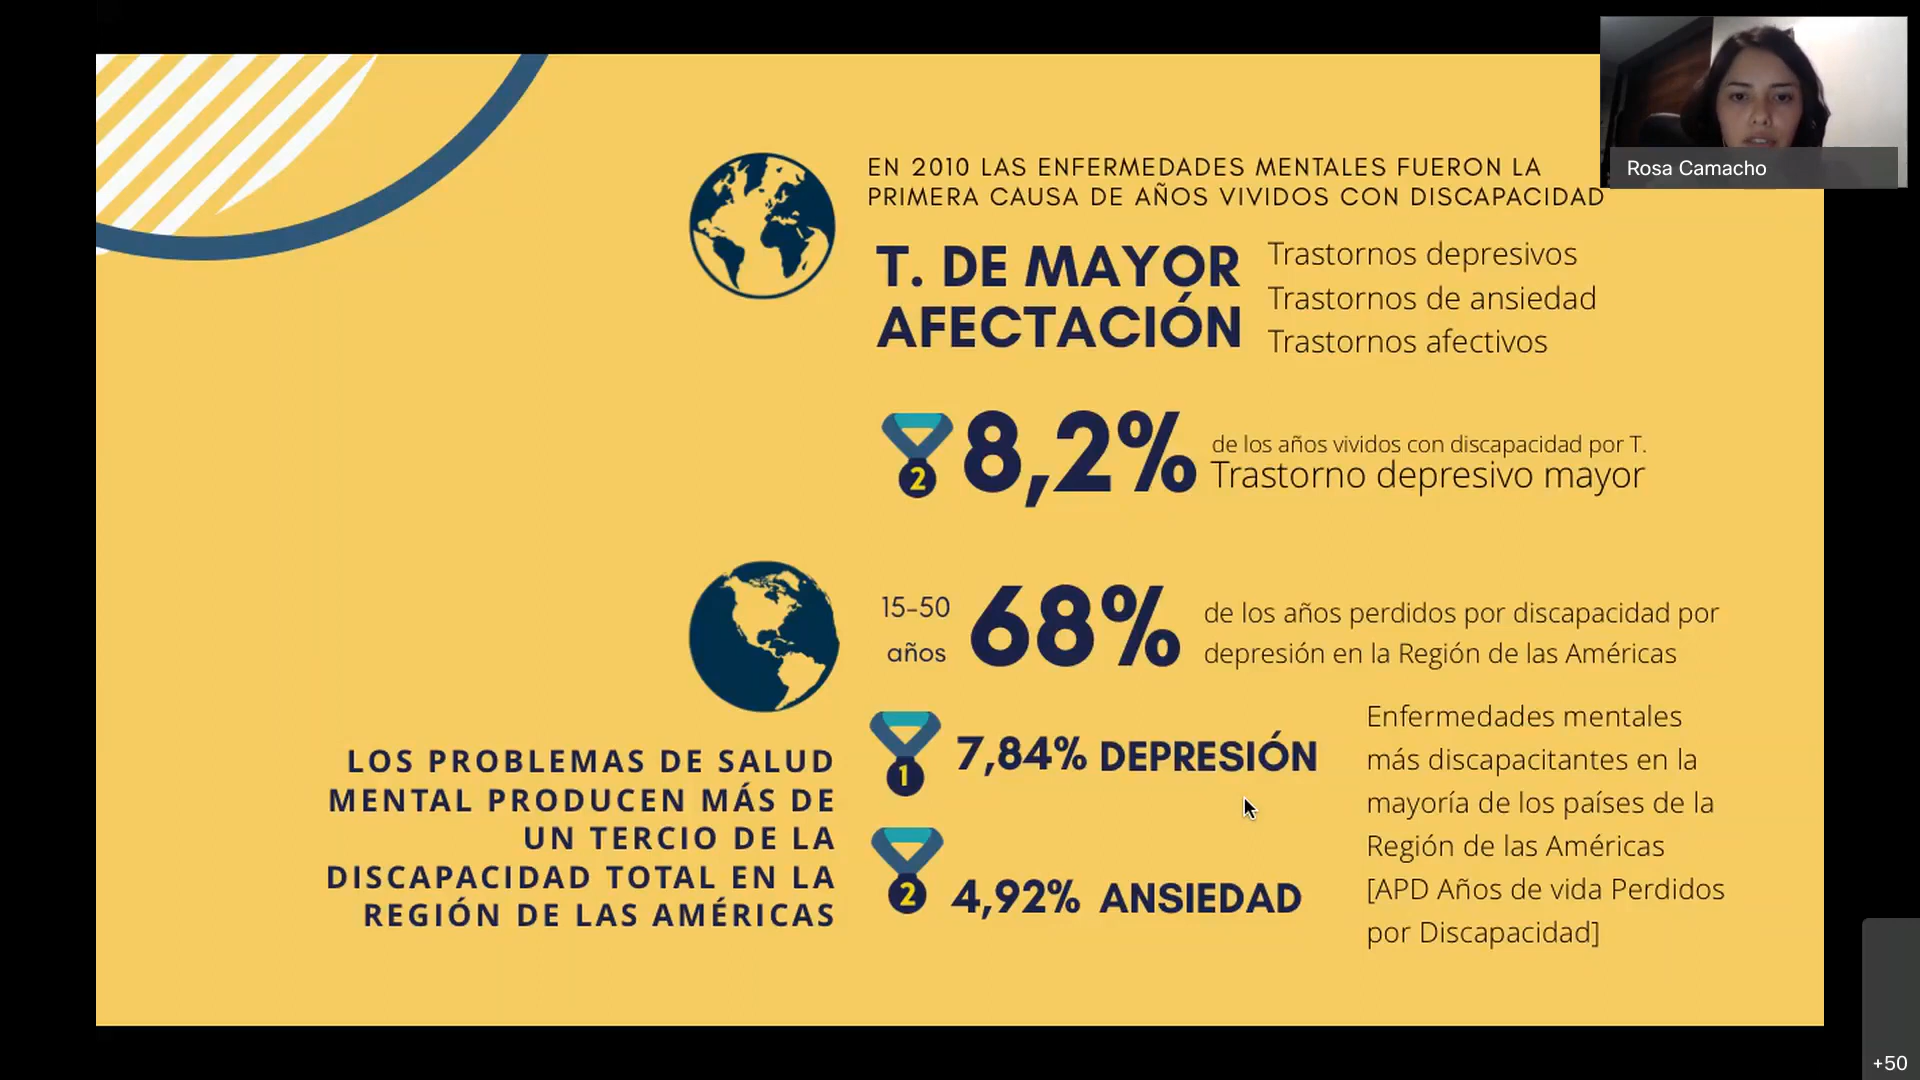 Rosa Camacho
EN 2010 LAS ENFERMEDADES MENTALES FUERON LA
PRIMERA CAUSA DE AÑOS VIVIDOS CON DISCAPACIDAD
T. DE MAYOR
AFECTACIÓN
Trastornos depresivos
Trastornos de ansiedad
Trastornos afectivos
2
8,2%
de los años vividos con discapacidad por T.
Trastorno depresivo mayor
15-50
años
68%
de los años perdidos por discapacidad por
depresión en la Región de las Américas
LOS PROBLEMAS DE SALUD
MENTAL PRODUCEN MÁS DE
UN TERCIO DE LA
DISCAPACIDAD TOTAL EN LA
REGIÓN DE LAS AMÉRICAS
1
7,84% DEPRESIÓN
2
4,92% ANSIEDAD
Enfermedades mentales
más discapacitantes en la
mayoría de los países de la
Región de las Américas
[APD Años de vida Perdidos
por Discapacidad]
+50